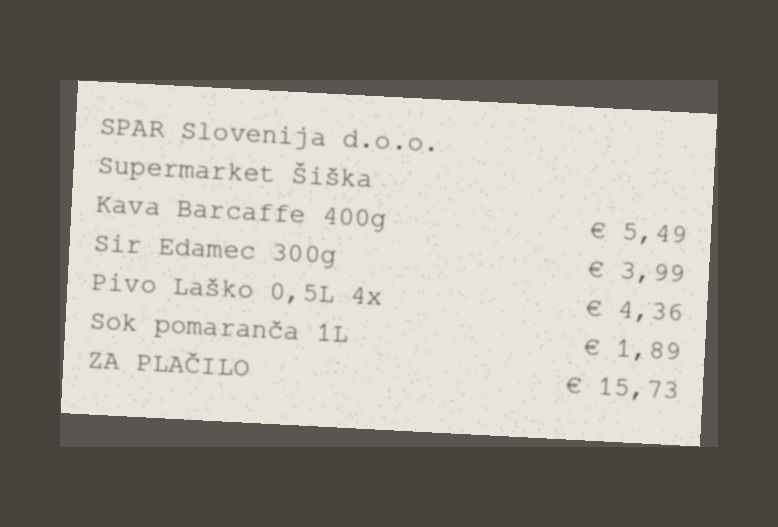 SPAR Slovenija d.o.o.
Supermarket Šiška
Kava Barcaffe 400g € 5,49
Sir Edamec 300g € 3,99
Pivo Laško 0,5L 4x € 4,36
Sok pomaranča 1L € 1,89
ZA PLAČILO € 15,73